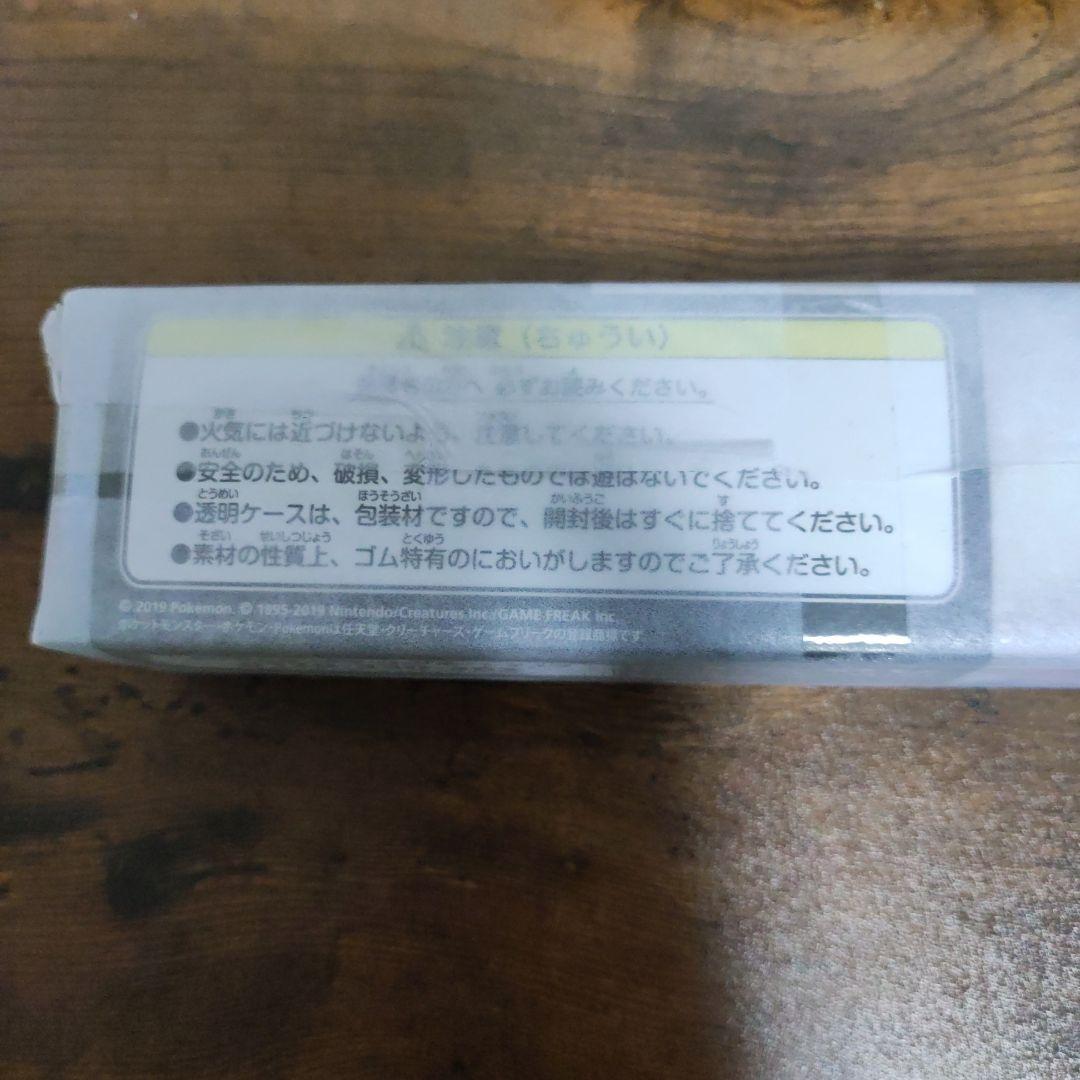 ⚠注意（ちゅうい）
へ 必ずお読みください。
●火気には近づけないよう、注意してください。
●安全のため、破損、変形したものでは遊ばないでください。
●透明ケースは、包装材ですので、開封後はすぐに捨ててください。
●素材の性質上、ゴム特有のにおいがしますのでご了承ください。
© 2019 Pokémon. © 1995-2019 Nintendo/Creatures Inc./GAME FREAK inc.
ポケットモンスター・ポケモン・Pokémonは任天堂・クリーチャーズ・ゲームフリークの登録商標です